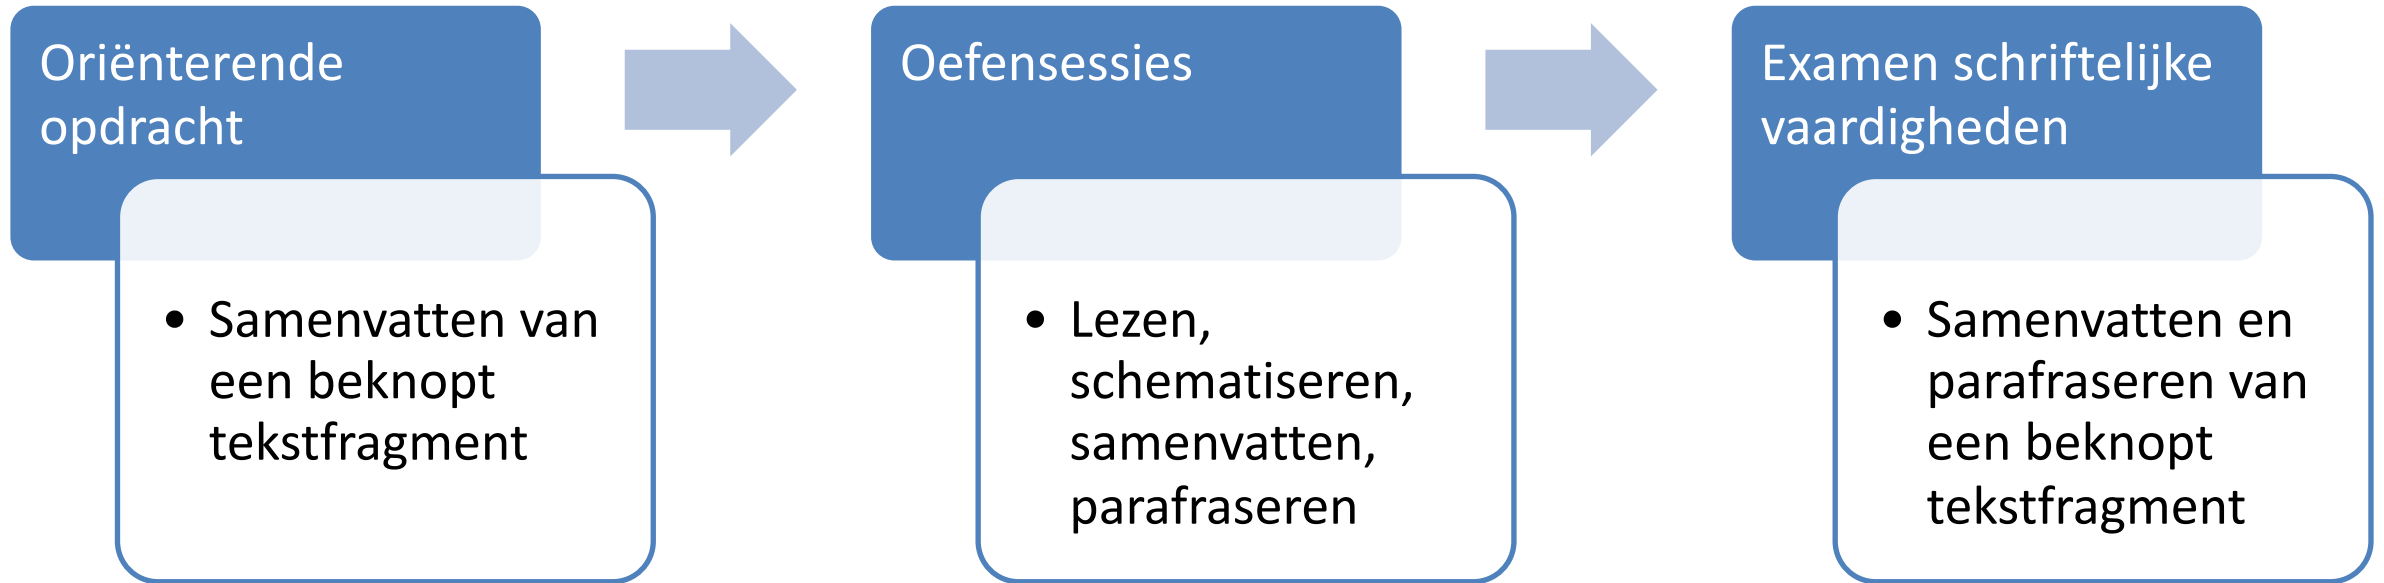 Oriënterende
opdracht
• Samenvatten van
een beknopt
tekstfragment
Oefensessies
• Lezen,
schematiseren,
samenvatten,
parafraseren
Examen schriftelijke
vaardigheden
• Samenvatten en
parafraseren van
een beknopt
tekstfragment